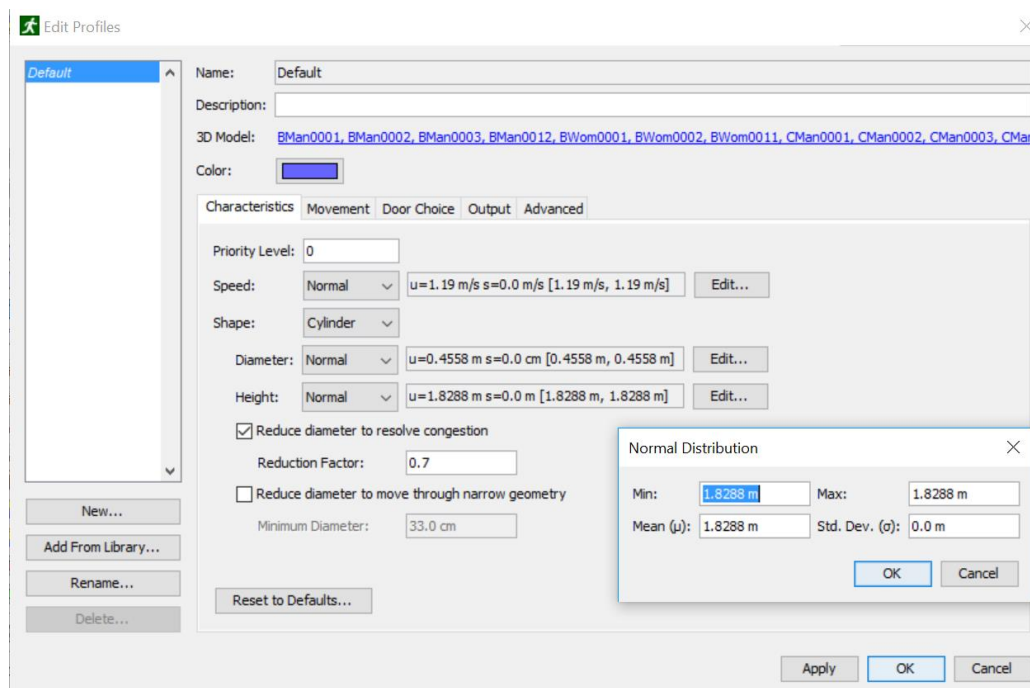 Edit Profiles
Default
Name: Default
Description:
3D Model: BMan0001, BMan0002, BMan0003, BMan0012, BWom0001, BWom0002, BWom0011, CMan0001, CMan0002, CMan0003, CMan
Color:
Characteristics Movement Door Choice Output Advanced
Priority Level: 0
Speed: Normal u=1.19 m/s s=0.0 m/s [1.19 m/s, 1.19 m/s] Edit...
Shape: Cylinder
Diameter: Normal u=0.4558 m s=0.0 cm [0.4558 m, 0.4558 m] Edit...
Height: Normal u=1.8288 m s=0.0 m [1.8288 m, 1.8288 m] Edit...
Reduce diameter to resolve congestion
Reduction Factor: 0.7
Reduce diameter to move through narrow geometry
Minimum Diameter: 33.0 cm
Reset to Defaults...
New...
Add From Library...
Rename...
Delete...
Normal Distribution
Min: 1.8288 m Max: 1.8288 m
Mean (μ): 1.8288 m Std. Dev. (σ): 0.0 m
OK Cancel
Apply OK Cancel